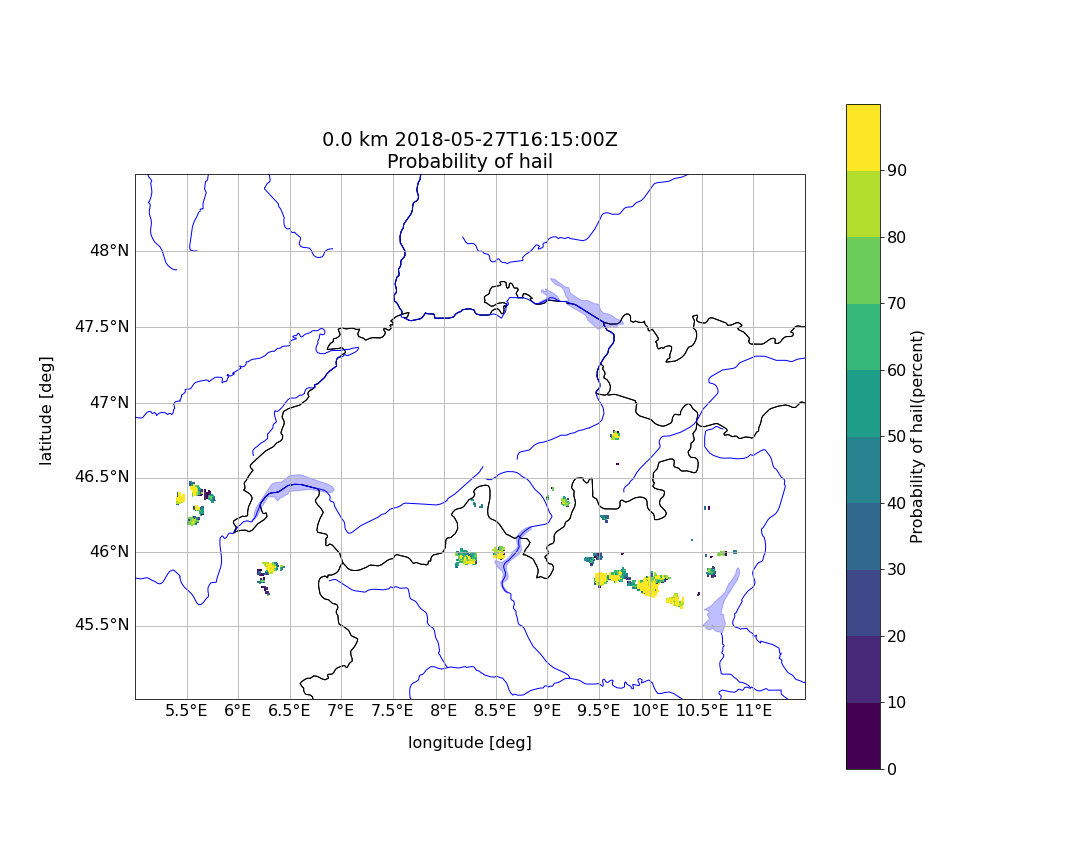 0.0 km 2018-05-27T16:15:00Z
Probability of hail
48°N
47.5°N
47°N
46.5°N
46°N
45.5°N
latitude [deg]
5.5°E 6°E 6.5°E 7°E 7.5°E 8°E 8.5°E 9°E 9.5°E 10°E 10.5°E 11°E
longitude [deg]
90
80
70
60
50
40
30
20
10
0
Probability of hail(percent)